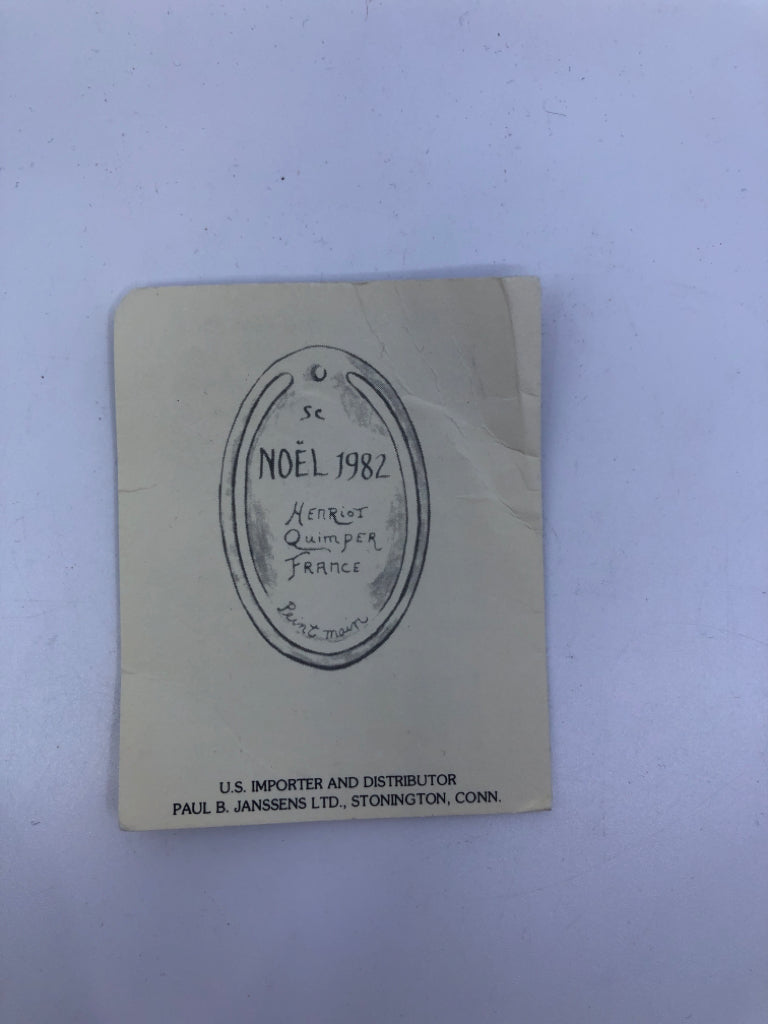 sc
NOËL 1982
HENRIOT
QUIMPER
FRANCE
Peint main
U.S. IMPORTER AND DISTRIBUTOR
PAUL B. JANSSENS LTD., STONINGTON, CONN.